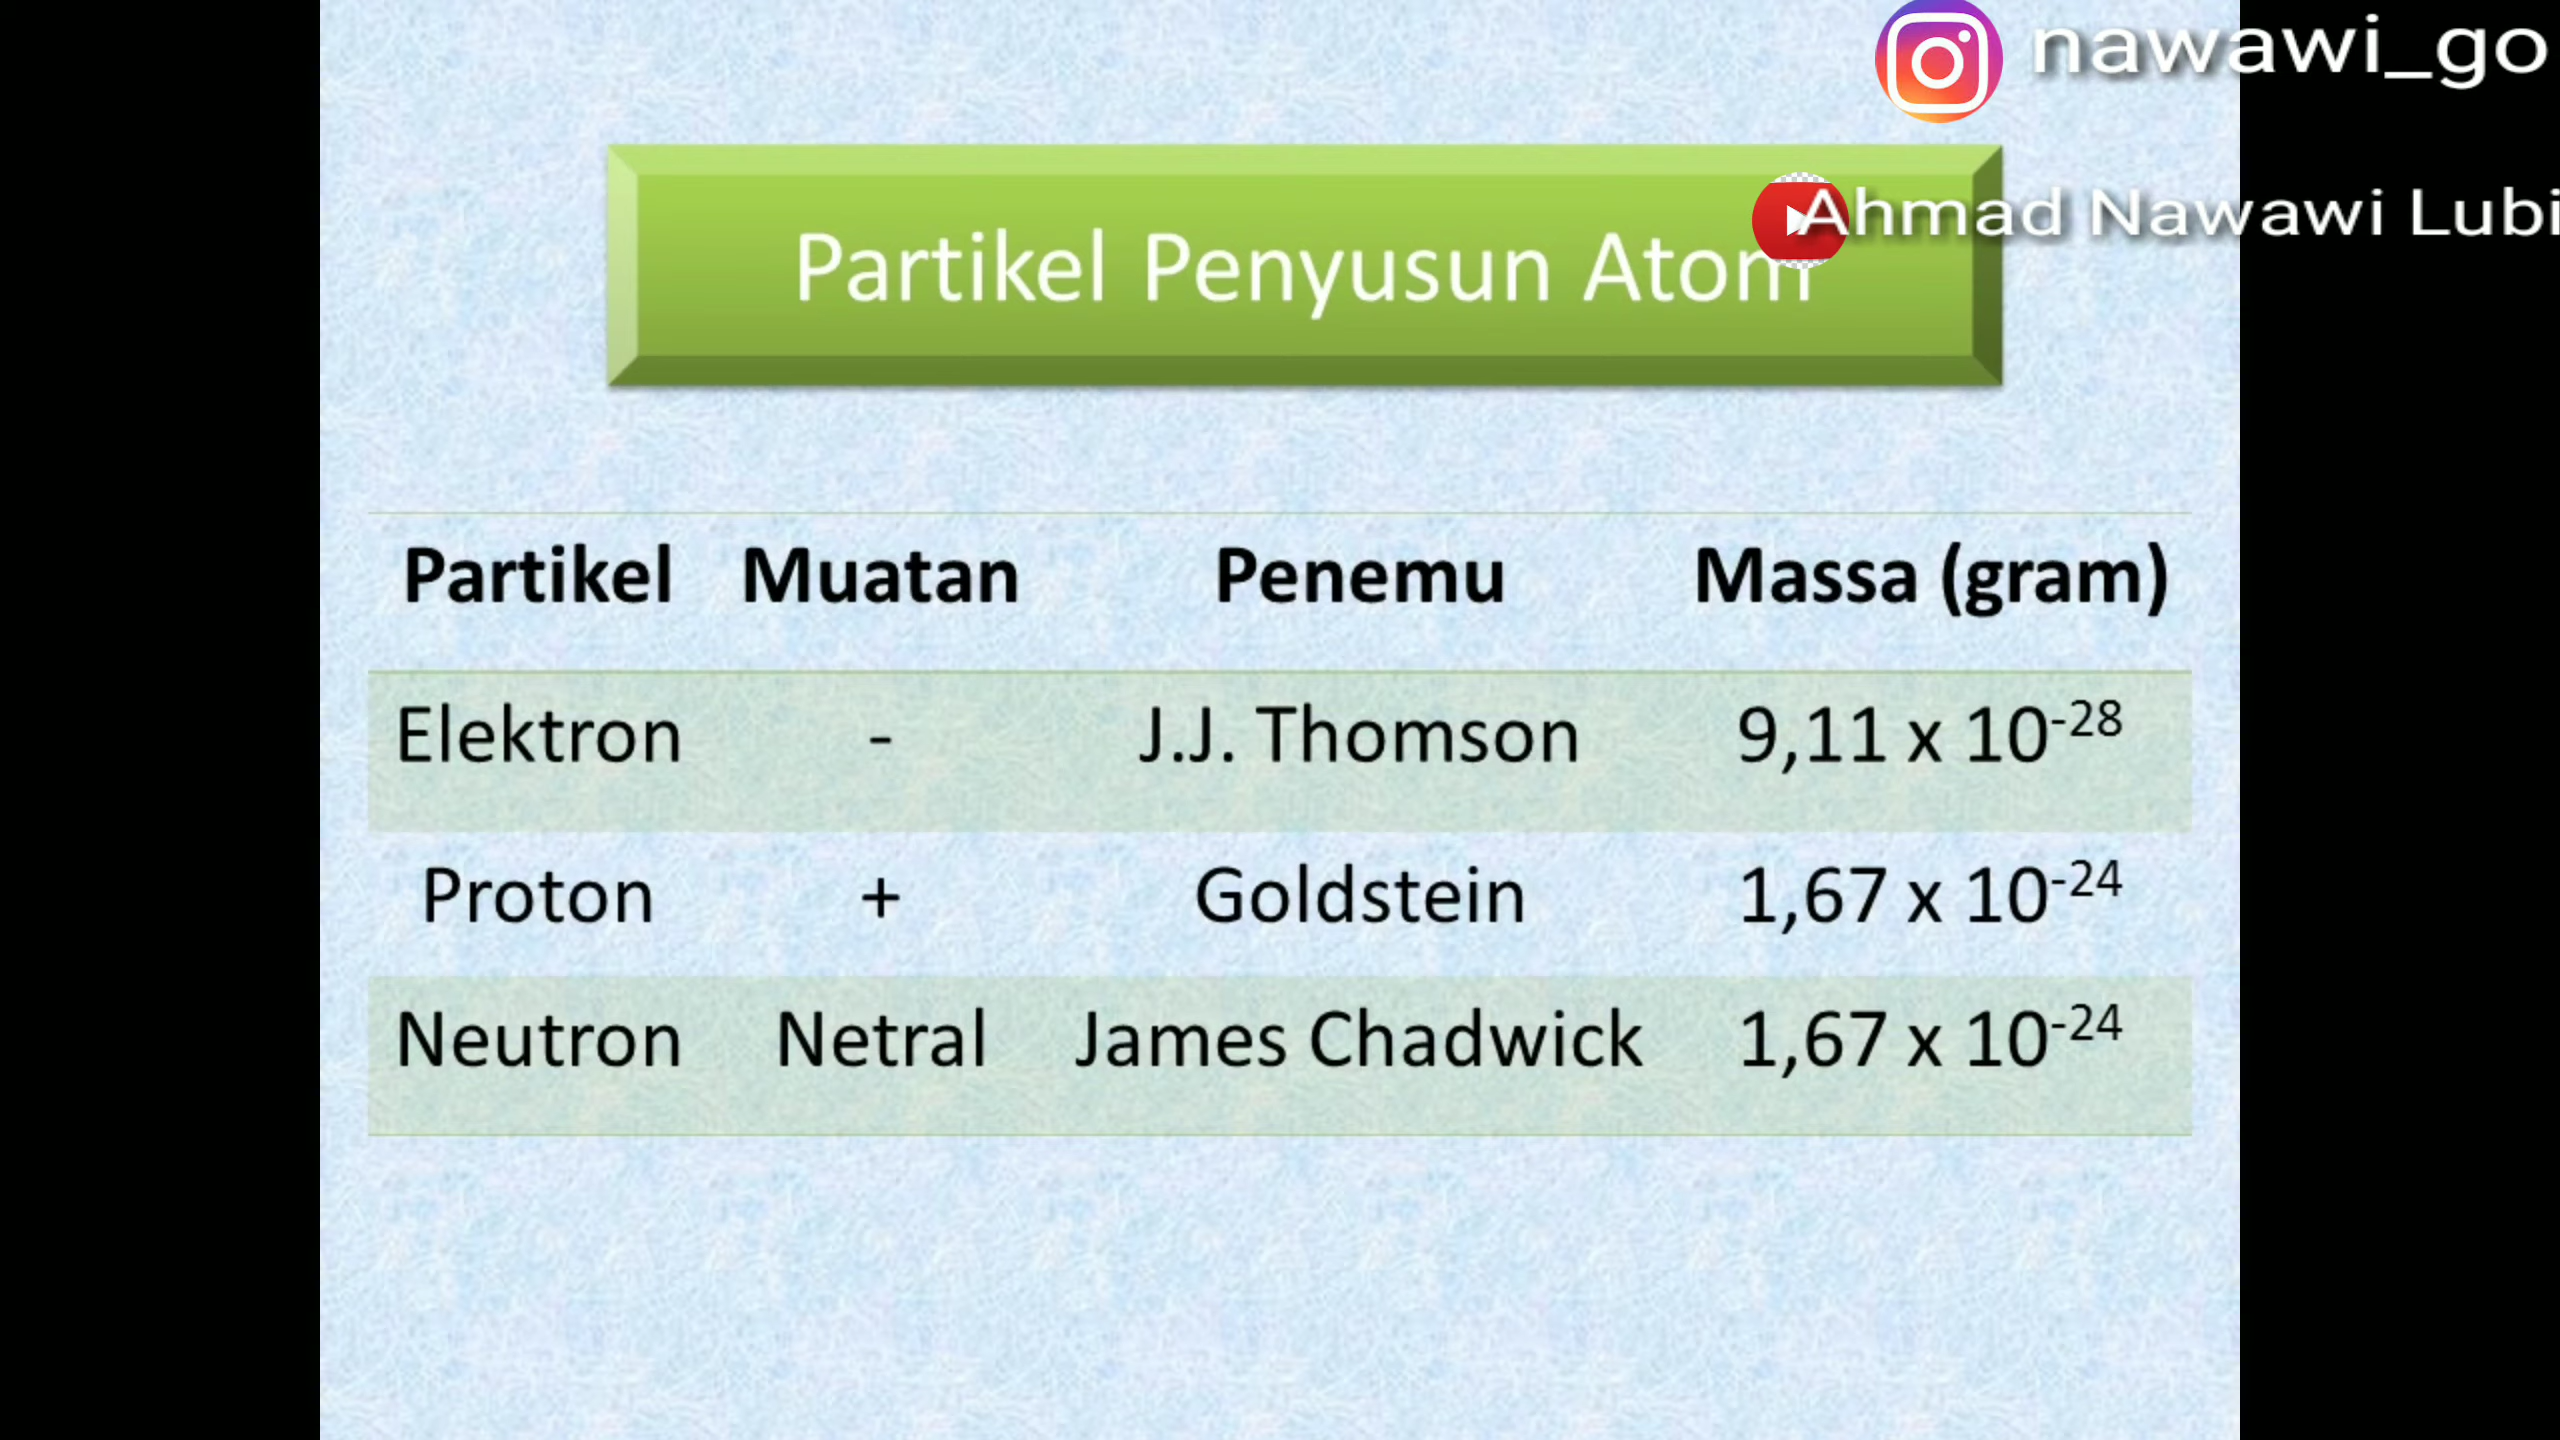 nawawi_go
Ahmad Nawawi Lubi
Partikel Penyusun Atom
Partikel Muatan Penemu Massa (gram)
Elektron - J.J. Thomson 9,11 x 10⁻²⁸
Proton + Goldstein 1,67 x 10⁻²⁴
Neutron Netral James Chadwick 1,67 x 10⁻²⁴